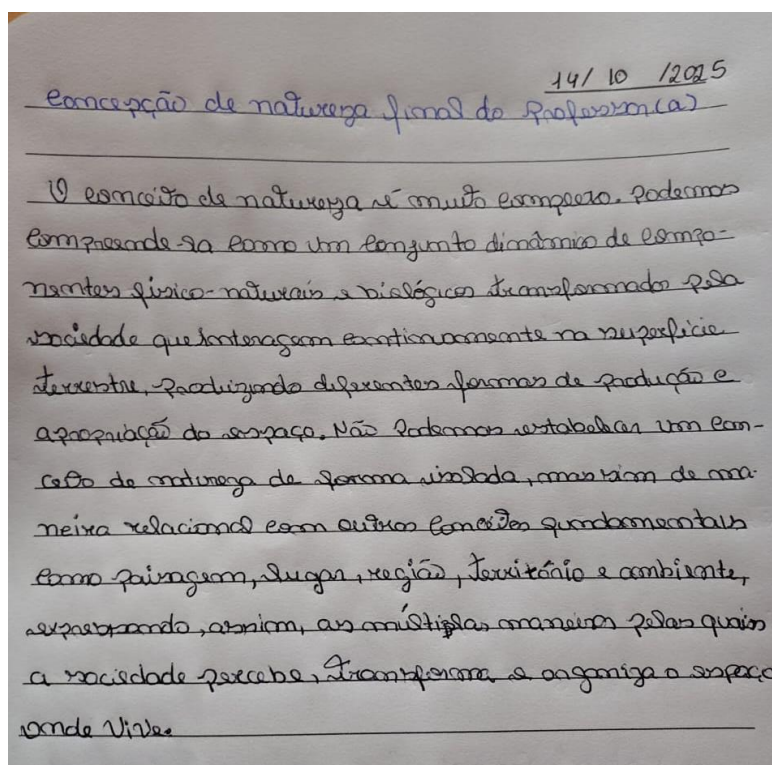 14/10/2025
Concepção de natureza final do Professor(a)
O conceito de natureza é muito complexo. Podemos
compreende-sa como um conjunto dinâmico de compo-
nentes físico-naturais e biológicos transformados pela
sociedade que interagem continuamente na superfície
terrestre, produzindo diferentes formas de produção e
apropriação do espaço. Não Podemos estabelecer um con-
ceito de natureza de forma isolada, mas sim de ma-
neira relacional com outros conceitos fundamentais
como paisagem, lugar, região, território e ambiente,
expressando, assim, as múltiplas maneiras pelas quais
a sociedade percebe, transforma e organiza o espaço
onde vive.